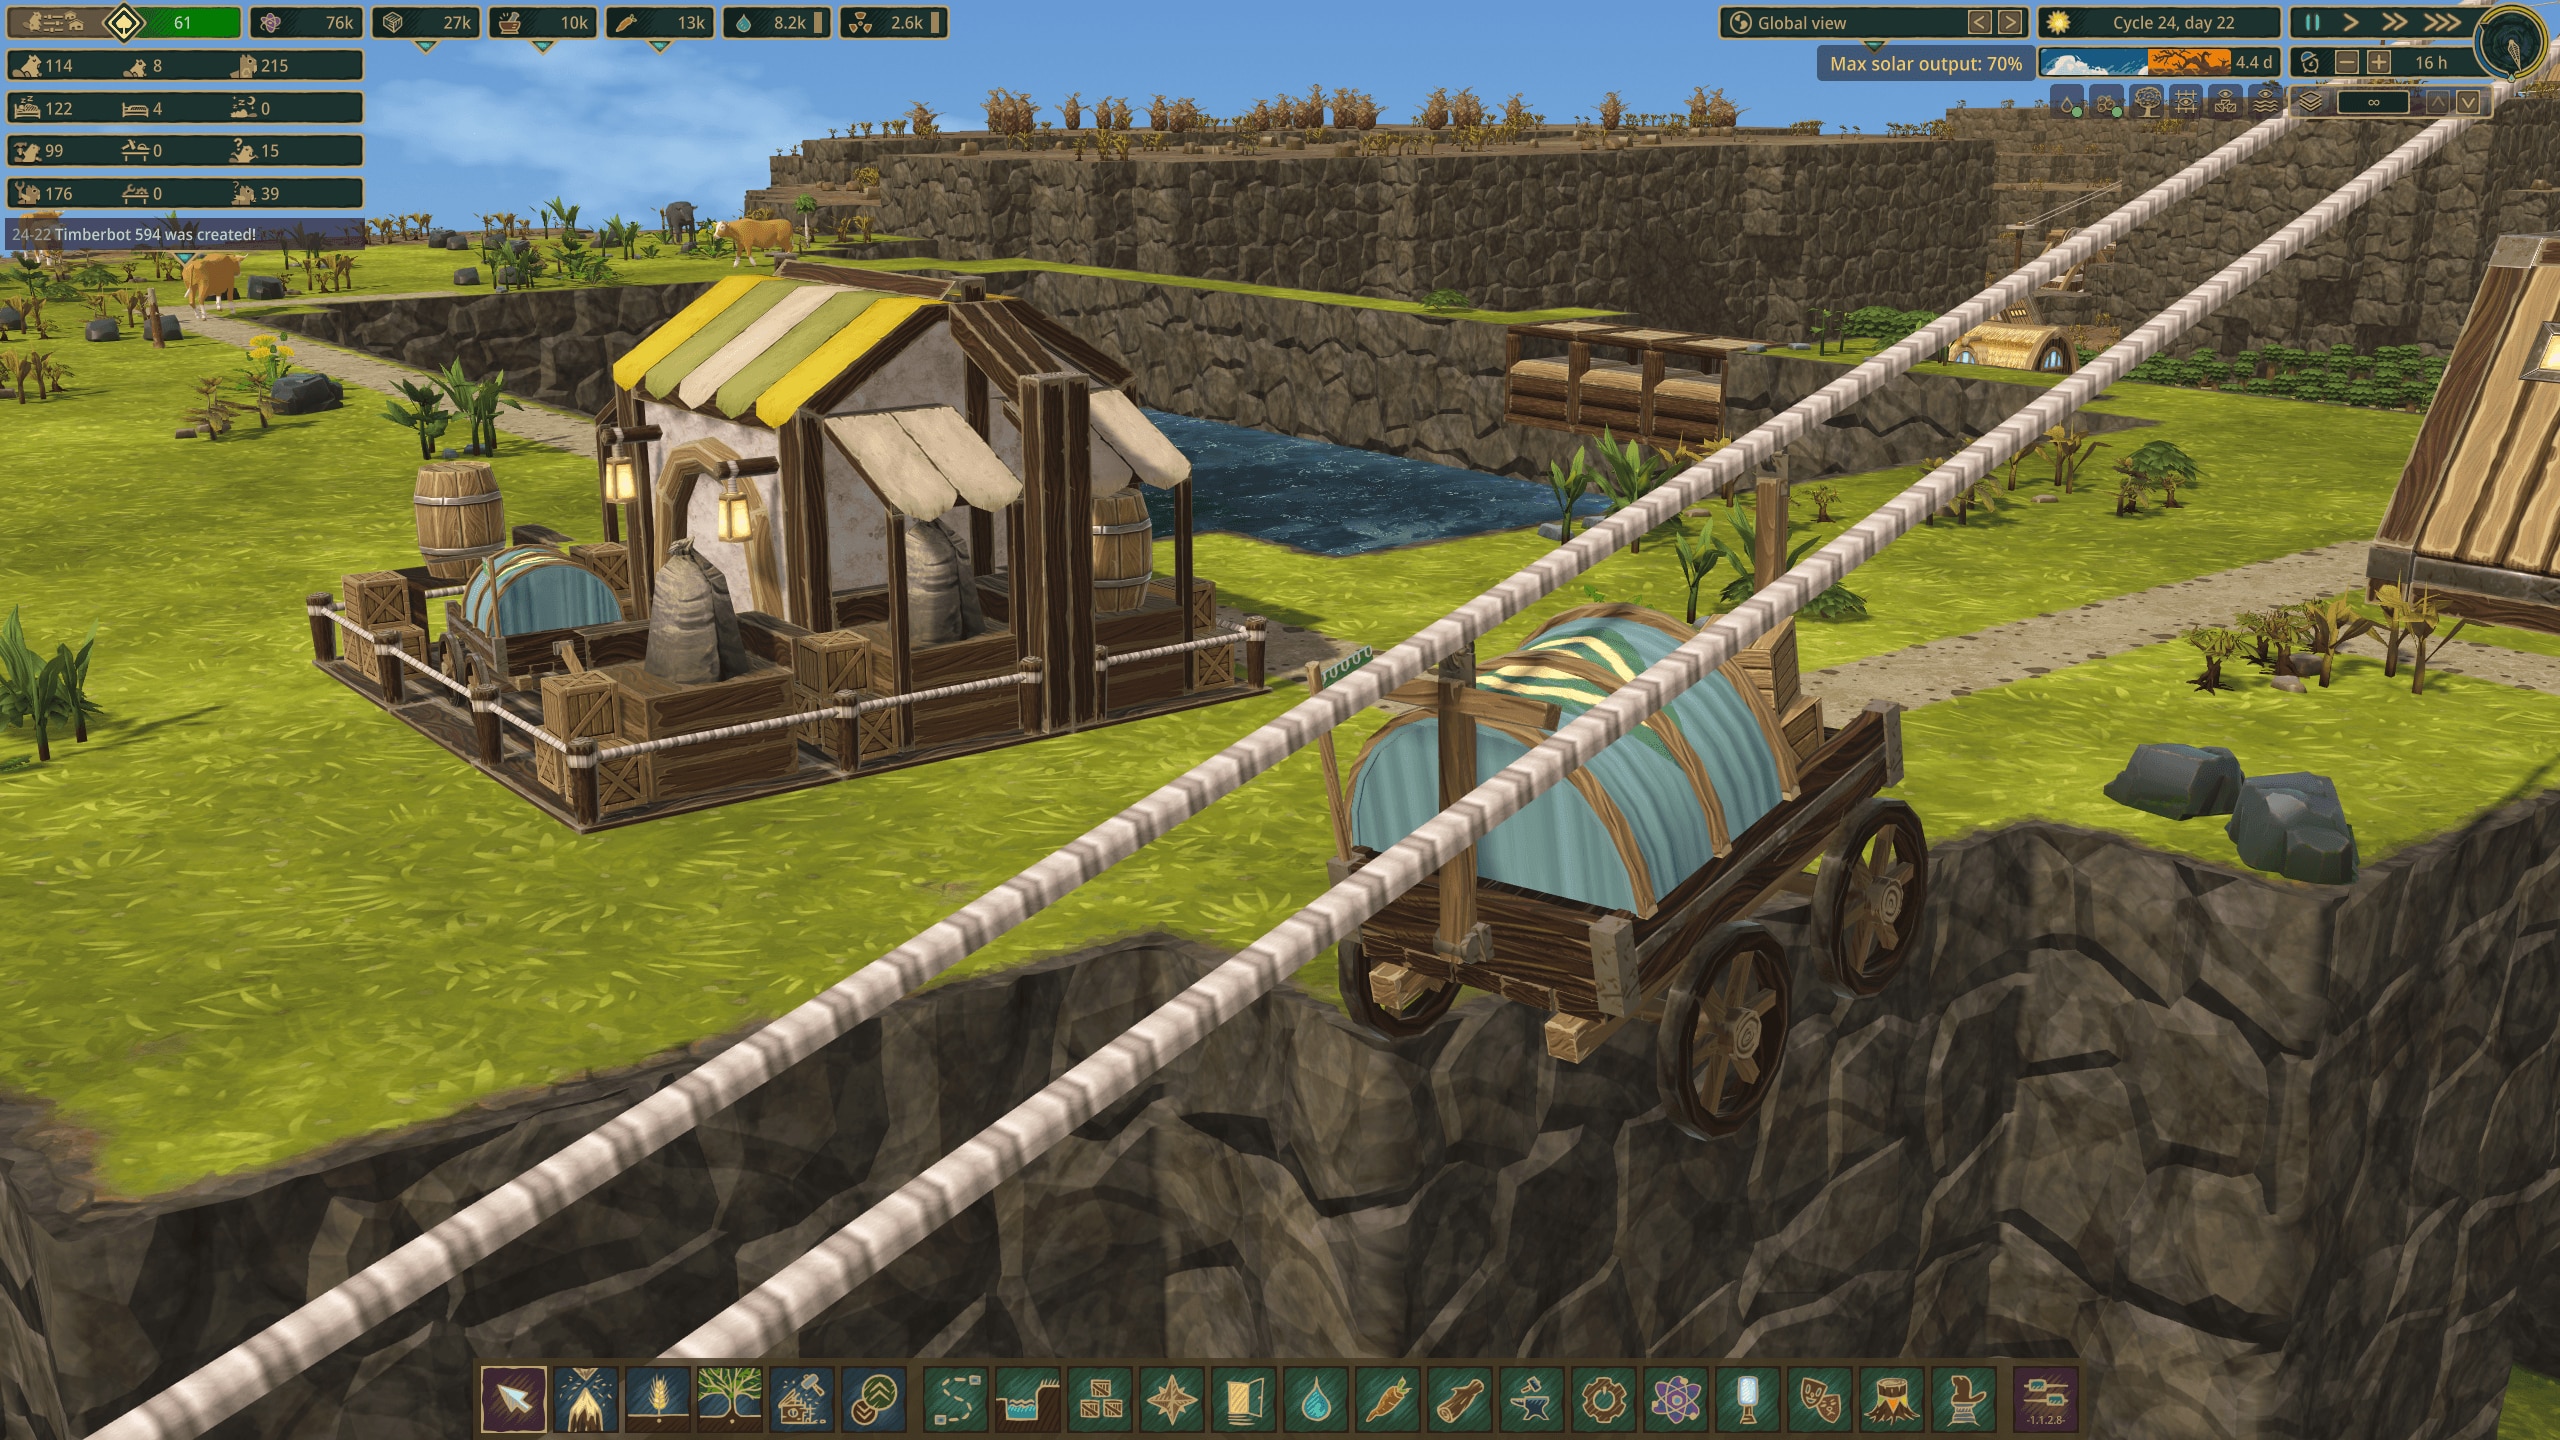 61
76k
27k
10k
13k
8.2k
2.6k
Global view
Cycle 24, day 22
114
8
215
Max solar output: 70%
4.4 d
16 h
122
4
0
∞
99
0
15
176
0
39
24-22 Timberbot 594 was created!
-1.1.2.8-